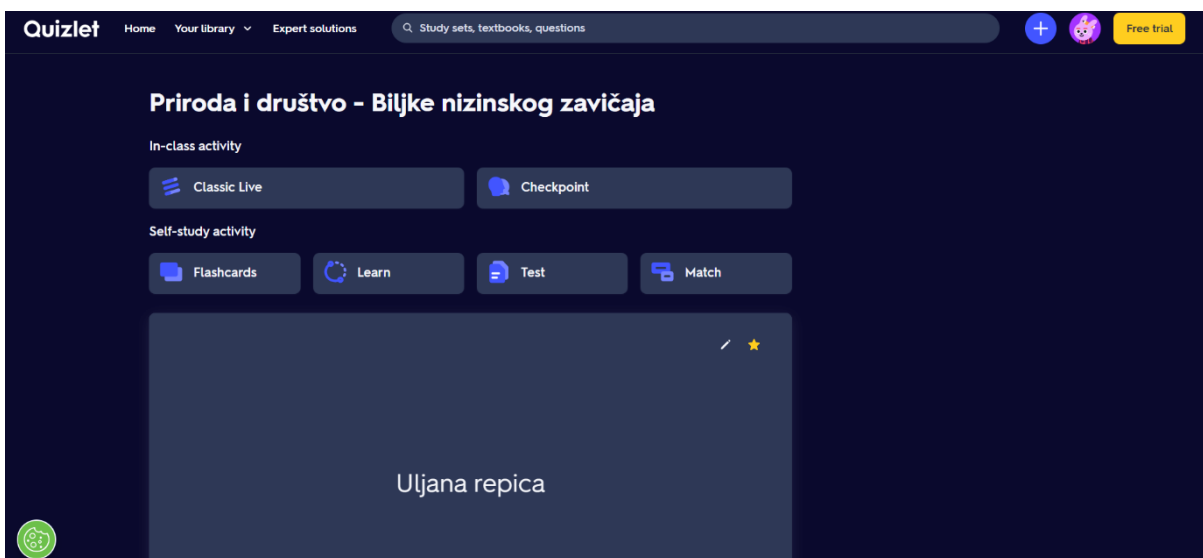 Quizlet Home Your library Expert solutions Study sets, textbooks, questions Free trial
Priroda i društvo - Biljke nizinskog zavičaja
In-class activity
Classic Live Checkpoint
Self-study activity
Flashcards Learn Test Match
Uljana repica